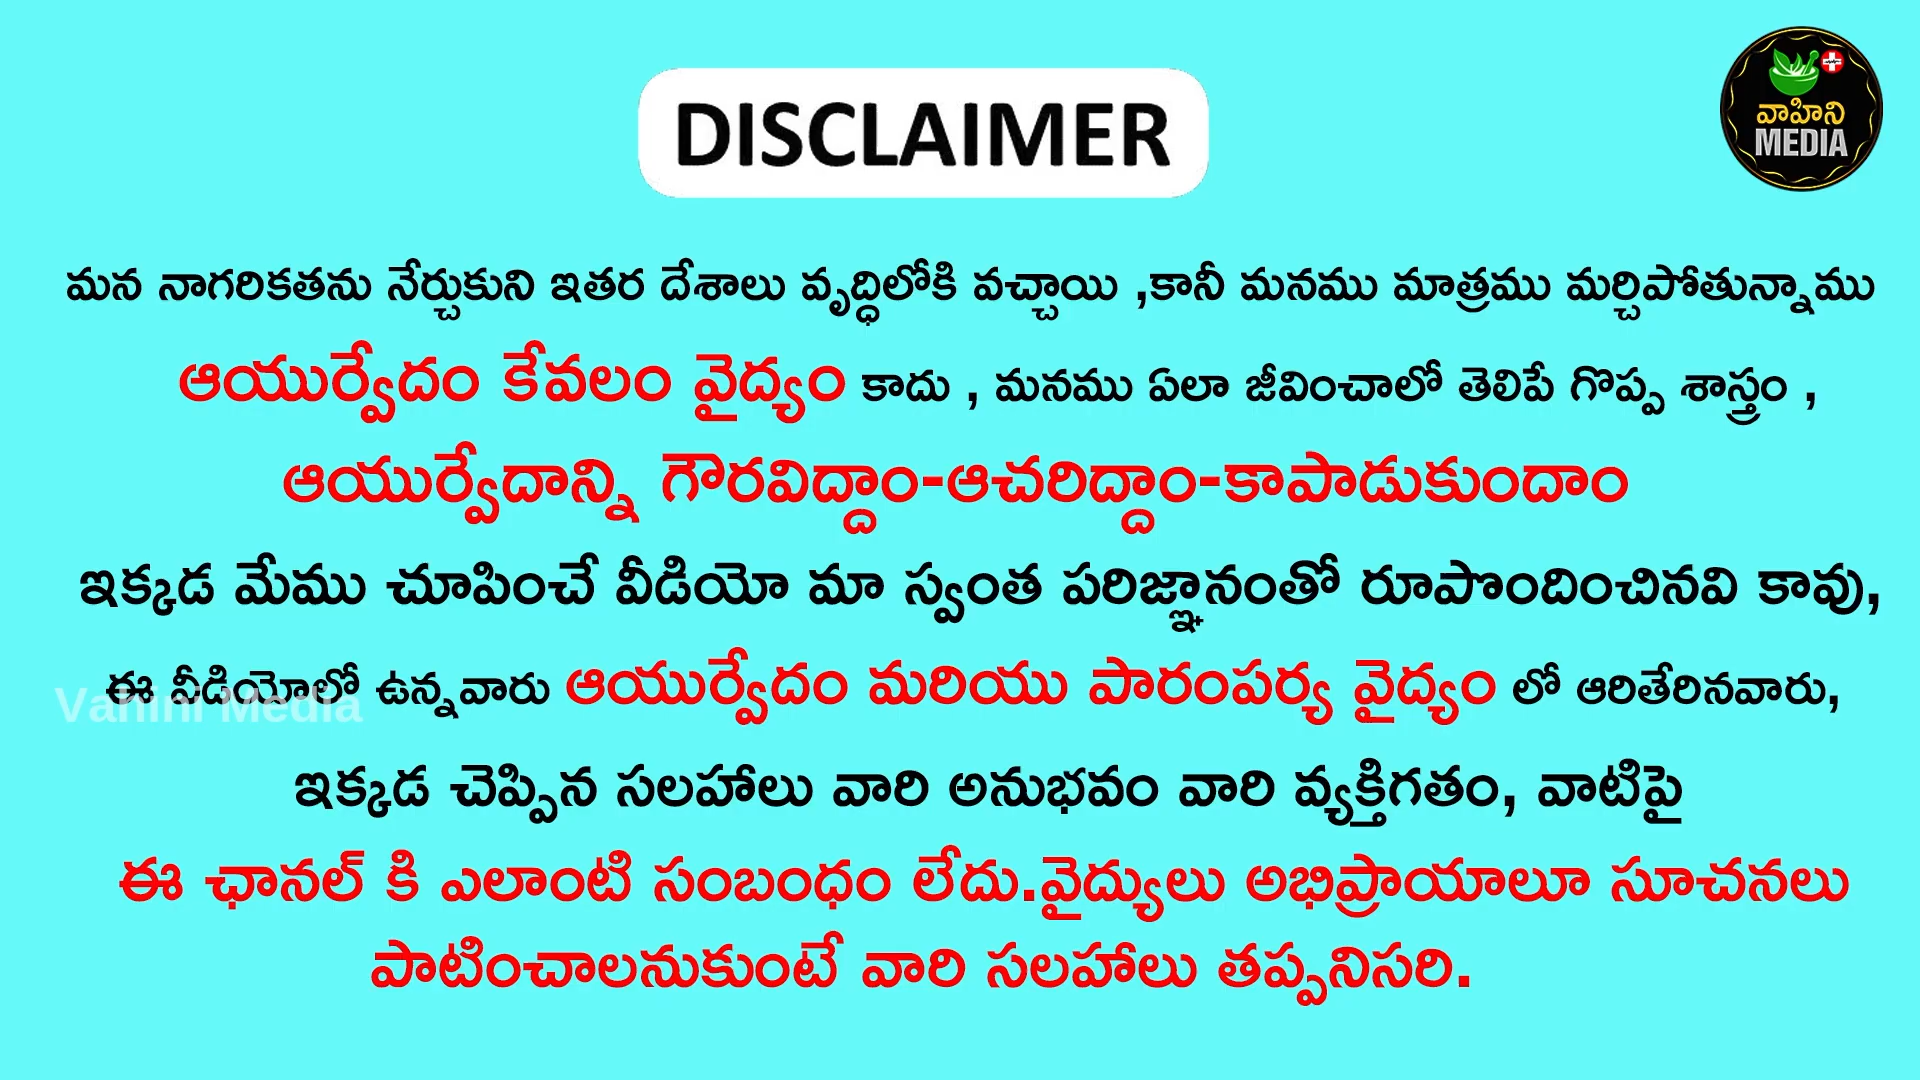 DISCLAIMER
వాహిని
MEDIA
మన నాగరికతను నేర్చుకుని ఇతర దేశాలు వృద్ధిలోకి వచ్చాయి ,కానీ మనము మాత్రము మర్చిపోతున్నాము
ఆయుర్వేదం కేవలం వైద్యం కాదు , మనము ఏలా జీవించాలో తెలిపే గొప్ప శాస్త్రం ,
ఆయుర్వేదాన్ని గౌరవిద్దాం-ఆచరిద్దాం-కాపాడుకుందాం
ఇక్కడ మేము చూపించే వీడియో మా స్వంత పరిజ్ఞానంతో రూపొందించినవి కావు,
ఈ వీడియోలో ఉన్నవారు ఆయుర్వేదం మరియు పారంపర్య వైద్యం లో ఆరితేరినవారు,
Vahini Media
ఇక్కడ చెప్పిన సలహాలు వారి అనుభవం వారి వ్యక్తిగతం, వాటిపై
ఈ ఛానల్ కి ఎలాంటి సంబంధం లేదు.వైద్యులు అభిప్రాయాలూ సూచనలు
పాటించాలనుకుంటే వారి సలహాలు తప్పనిసరి.